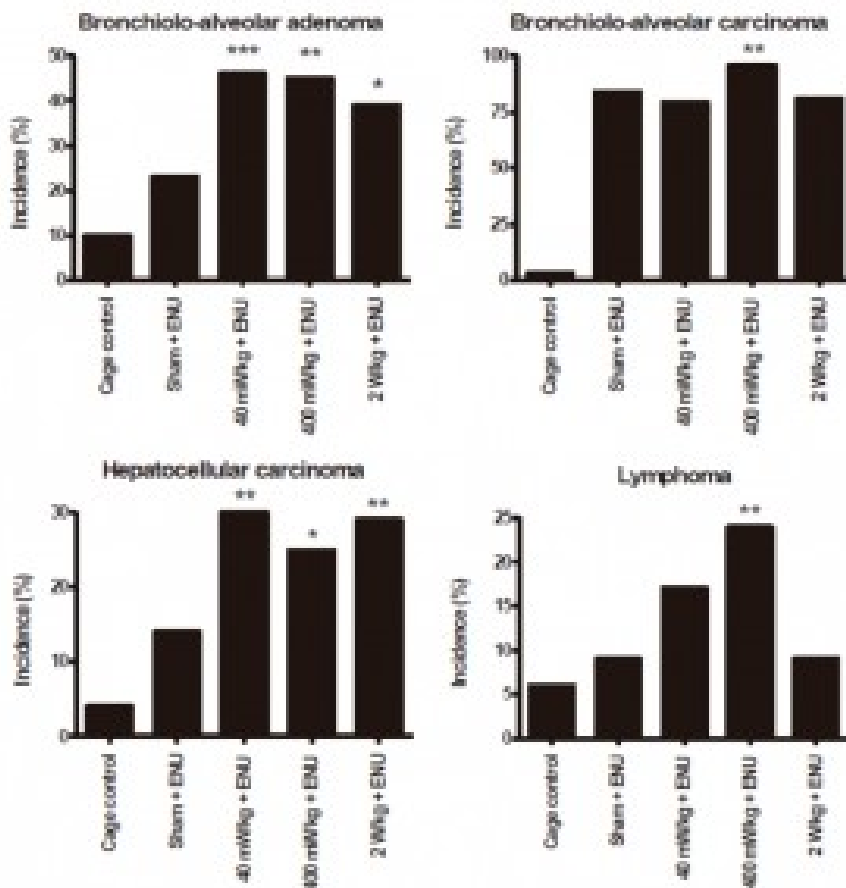 Bronchiolo-alveolar adenoma
Incidence (%)
50
40
30
20
10
0
***
**
*
Cage control
Sham + ENU
40 mW/kg + ENU
400 mW/kg + ENU
2 W/kg + ENU
Bronchiolo-alveolar carcinoma
Incidence (%)
100
75
50
25
0
**
Cage control
Sham + ENU
40 mW/kg + ENU
400 mW/kg + ENU
2 W/kg + ENU
Hepatocellular carcinoma
Incidence (%)
30
20
10
0
**
*
**
Cage control
Sham + ENU
40 mW/kg + ENU
400 mW/kg + ENU
2 W/kg + ENU
Lymphoma
Incidence (%)
25
20
15
10
5
0
**
Cage control
Sham + ENU
40 mW/kg + ENU
400 mW/kg + ENU
2 W/kg + ENU